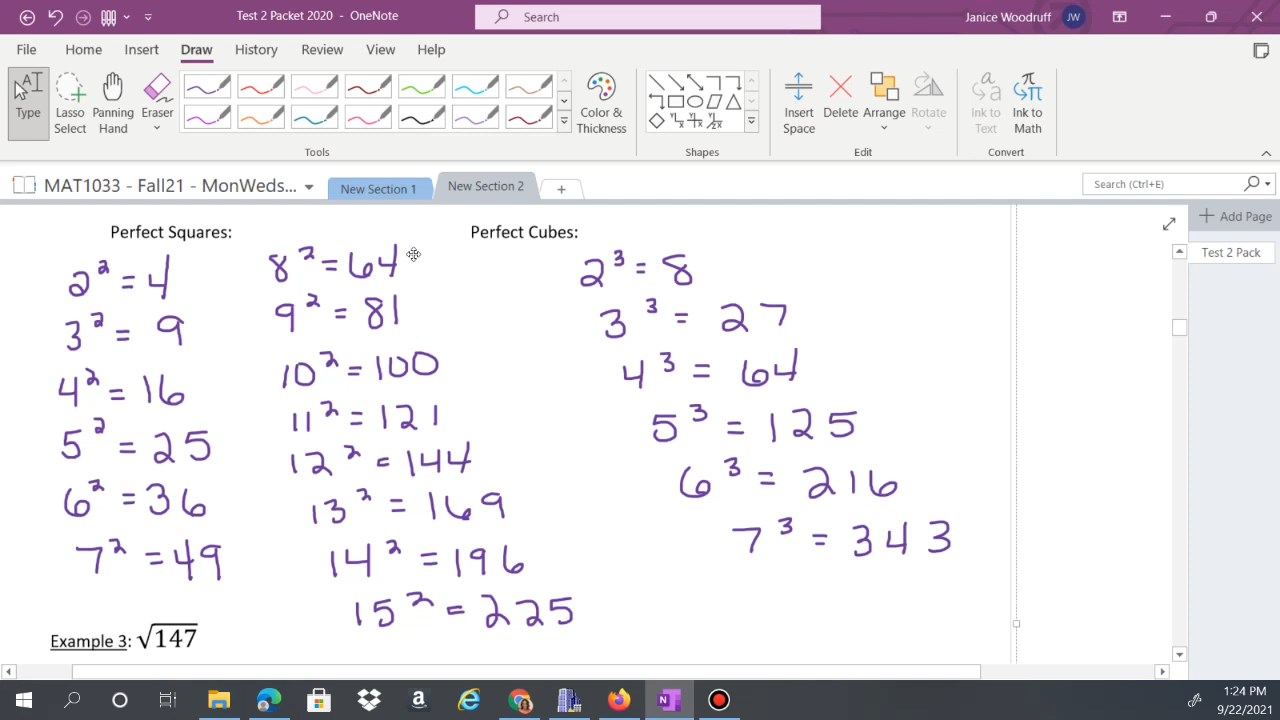 Test 2 Packet 2020 - OneNote
Search
Janice Woodruff
JW
File Home Insert Draw History Review View Help
Type
Lasso Select
Panning Hand
Eraser
Color & Thickness
Insert Space
Delete
Arrange
Rotate
Ink to Text
Ink to Math
Tools
Shapes
Edit
Convert
MAT1033 - Fall21 - MonWeds...
New Section 1
New Section 2
Search (Ctrl+E)
Add Page
Test 2 Pack
Perfect Squares:
2² = 4
3² = 9
4² = 16
5² = 25
6² = 36
7² = 49
8² = 64
9² = 81
10² = 100
11² = 121
12² = 144
13² = 169
14² = 196
15² = 225
Perfect Cubes:
2³ = 8
3³ = 27
4³ = 64
5³ = 125
6³ = 216
7³ = 343
Example 3: √147
1:24 PM
9/22/2021